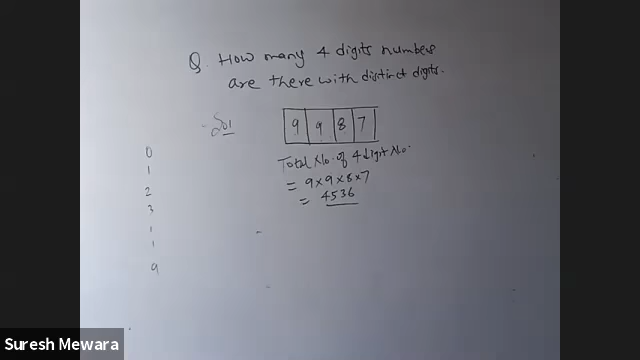 Q. How many 4 digits numbers
are there with distinct digits.
Sol
9 9 8 7
Total No. of 4 digit No.
= 9×9×8×7
= 4536
0
1
2
3
1
1
9
Suresh Mewara